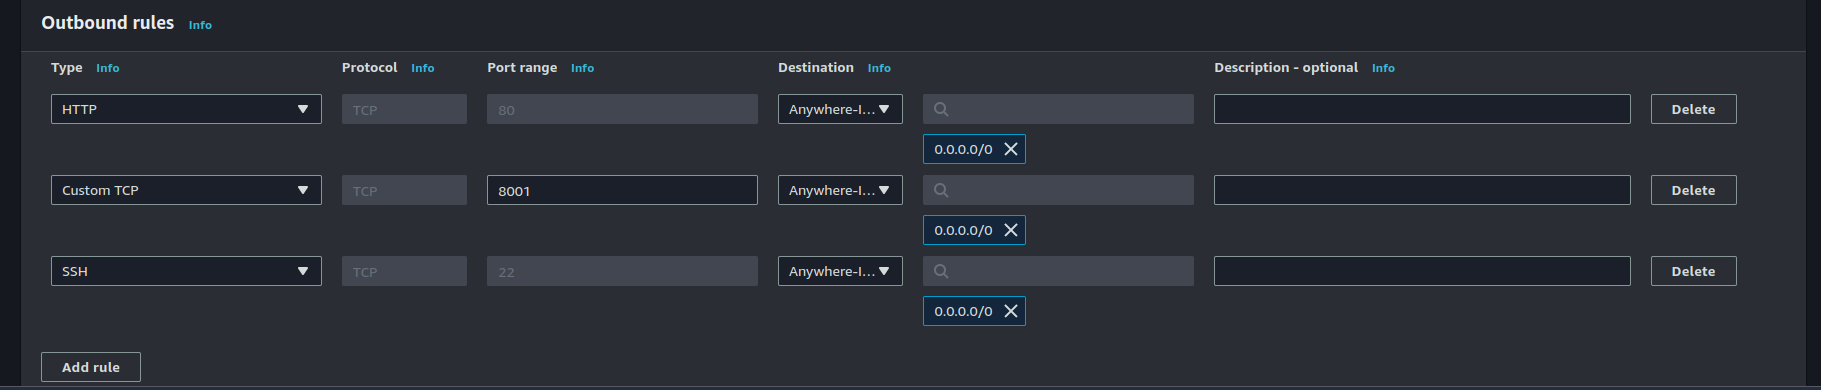 Outbound rules Info
Type Info Protocol Info Port range Info Destination Info Description - optional Info
HTTP TCP 80 Anywhere-I... Delete
0.0.0.0/0
Custom TCP TCP 8001 Anywhere-I... Delete
0.0.0.0/0
SSH TCP 22 Anywhere-I... Delete
0.0.0.0/0
Add rule